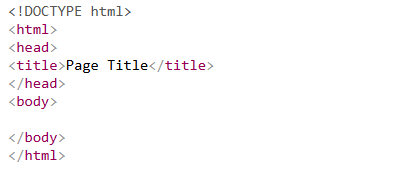 <!DOCTYPE html>
<html>
<head>
<title>Page Title</title>
</head>
<body>

</body>
</html>